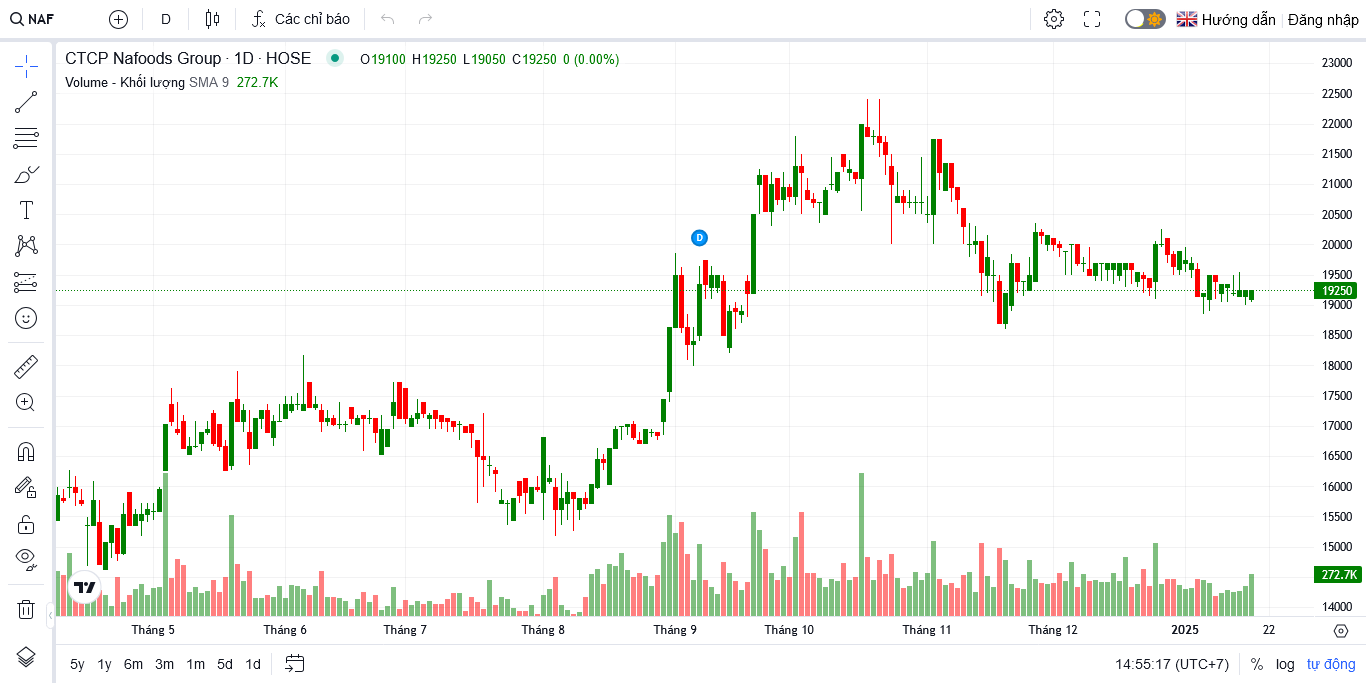 NAF D Các chỉ báo Hướng dẫn Đăng nhập
CTCP Nafoods Group · 1D · HOSE O19100 H19250 L19050 C19250 0 (0.00%)
Volume - Khối lượng SMA 9 272.7K
23000
22500
22000
21500
21000
20500
D
20000
19500
19250
19000
18500
18000
17500
17000
16500
16000
15500
15000
272.7K
14000
Tháng 5 Tháng 6 Tháng 7 Tháng 8 Tháng 9 Tháng 10 Tháng 11 Tháng 12 2025 22
5y 1y 6m 3m 1m 5d 1d 14:55:17 (UTC+7) % log tự động